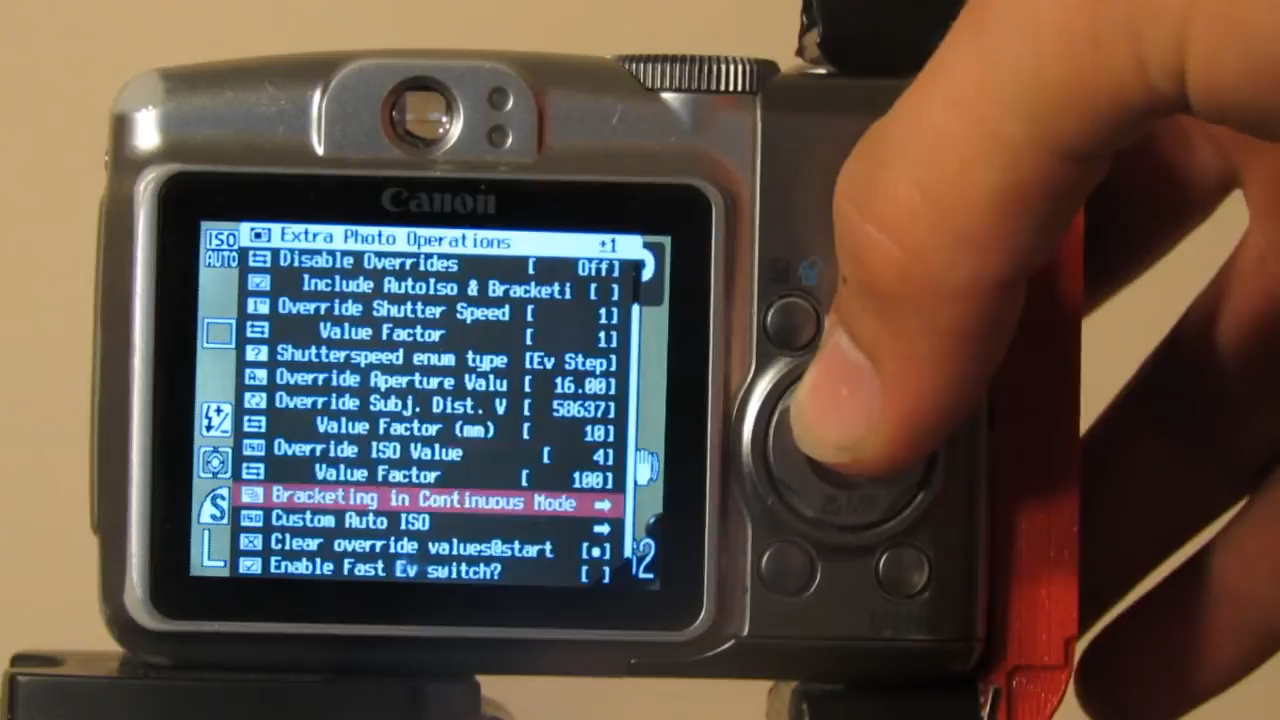 Canon
ISO AUTO
Extra Photo Operations ±1
Disable Overrides [ Off]
Include AutoIso & Bracketi [ ]
Override Shutter Speed [ 1]
Value Factor [ 1]
Shutterspeed enum type [Ev Step]
Override Aperture Valu [ 16.00]
Override Subj. Dist. V [ 58637]
Value Factor (mm) [ 10]
Override ISO Value [ 4]
Value Factor [ 100]
Bracketing in Continuous Mode →
Custom Auto ISO →
Clear override values@start [•]
Enable Fast Ev switch? [ ]
S
L